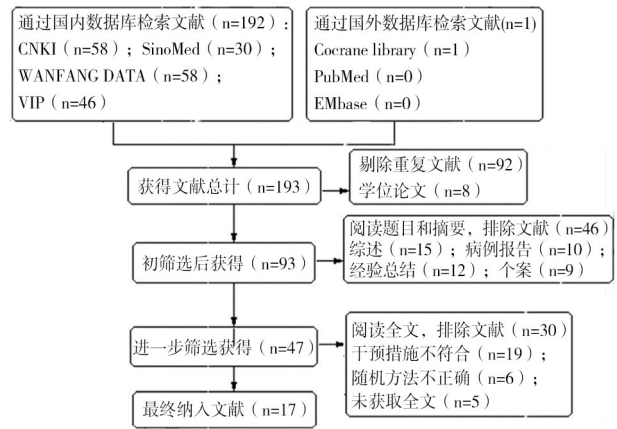 通过国内数据库检索文献（n=192）：
CNKI（n=58）；SinoMed（n=30）；
WANFANG DATA（n=58）；
VIP（n=46）
通过国外数据库检索文献(n=1)
Cocrane library（n=1）
PubMed（n=0）
EMbase（n=0）
获得文献总计（n=193）
剔除重复文献（n=92）
学位论文（n=8）
初筛选后获得（n=93）
阅读题目和摘要，排除文献（n=46）
综述（n=15）；病例报告（n=10）；
经验总结（n=12）；个案（n=9）
进一步筛选获得（n=47）
阅读全文，排除文献（n=30）
干预措施不符合（n=19）；
随机方法不正确（n=6）；
未获取全文（n=5）
最终纳入文献（n=17）